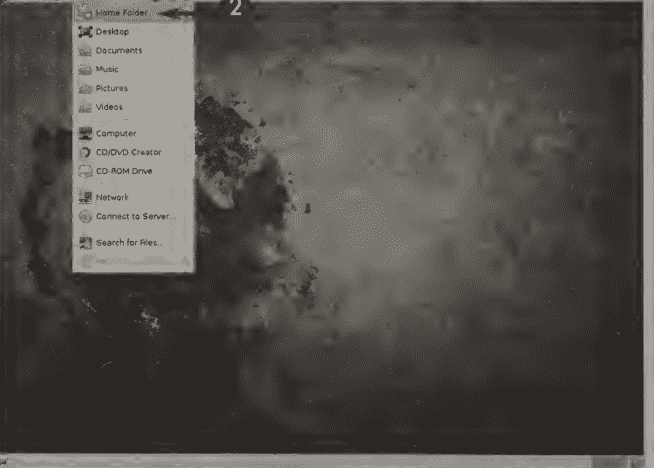 Home Folder
2
Desktop
Documents
Music
Pictures
Videos
Computer
CD/DVD Creator
CD-ROM Drive
Network
Connect to Server...
Search for Files...